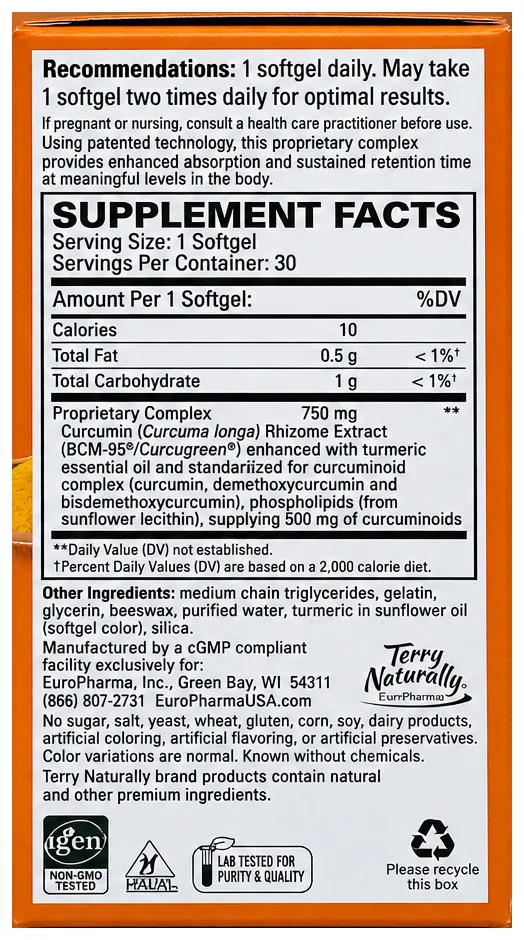 Recommendations: 1 softgel daily. May take
1 softgel two times daily for optimal results.
If pregnant or nursing, consult a health care practitioner before use.
Using patented technology, this proprietary complex
provides enhanced absorption and sustained retention time
at meaningful levels in the body.
SUPPLEMENT FACTS
Serving Size: 1 Softgel
Servings Per Container: 30
Amount Per 1 Softgel: %DV
Calories 10
Total Fat 0.5 g < 1%†
Total Carbohydrate 1 g < 1%†
Proprietary Complex 750 mg **
Curcumin (Curcuma longa) Rhizome Extract
(BCM-95®/Curcugreen®) enhanced with turmeric
essential oil and standariized for curcuminoid
complex (curcumin, demethoxycurcumin and
bisdemethoxycurcumin), phospholipids (from
sunflower lecithin), supplying 500 mg of curcuminoids
**Daily Value (DV) not established.
†Percent Daily Values (DV) are based on a 2,000 calorie diet.
Other Ingredients: medium chain triglycerides, gelatin,
glycerin, beeswax, purified water, turmeric in sunflower oil
(softgel color), silica.
Manufactured by a cGMP compliant
facility exclusively for:
EuroPharma, Inc., Green Bay, WI 54311
(866) 807-2731 EuroPharmaUSA.com
Terry
Naturally®
EurrPharma
No sugar, salt, yeast, wheat, gluten, corn, soy, dairy products,
artificial coloring, artificial flavoring, or artificial preservatives.
Color variations are normal. Known without chemicals.
Terry Naturally brand products contain natural
and other premium ingredients.
igen
NON-GMO
TESTED
HALAL
LAB TESTED FOR
PURITY & QUALITY
Please recycle
this box